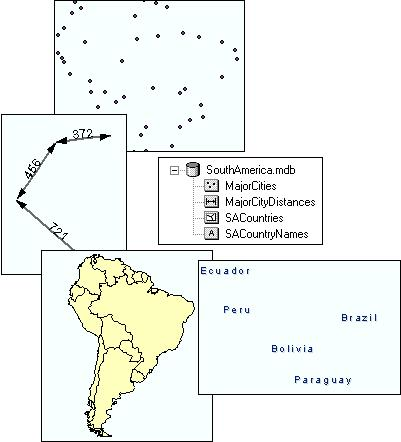 372
456
721
SouthAmerica.mdb
MajorCities
MajorCityDistances
SACountries
A SACountryNames
Ecuador
Peru
Brazil
Bolivia
Paraguay